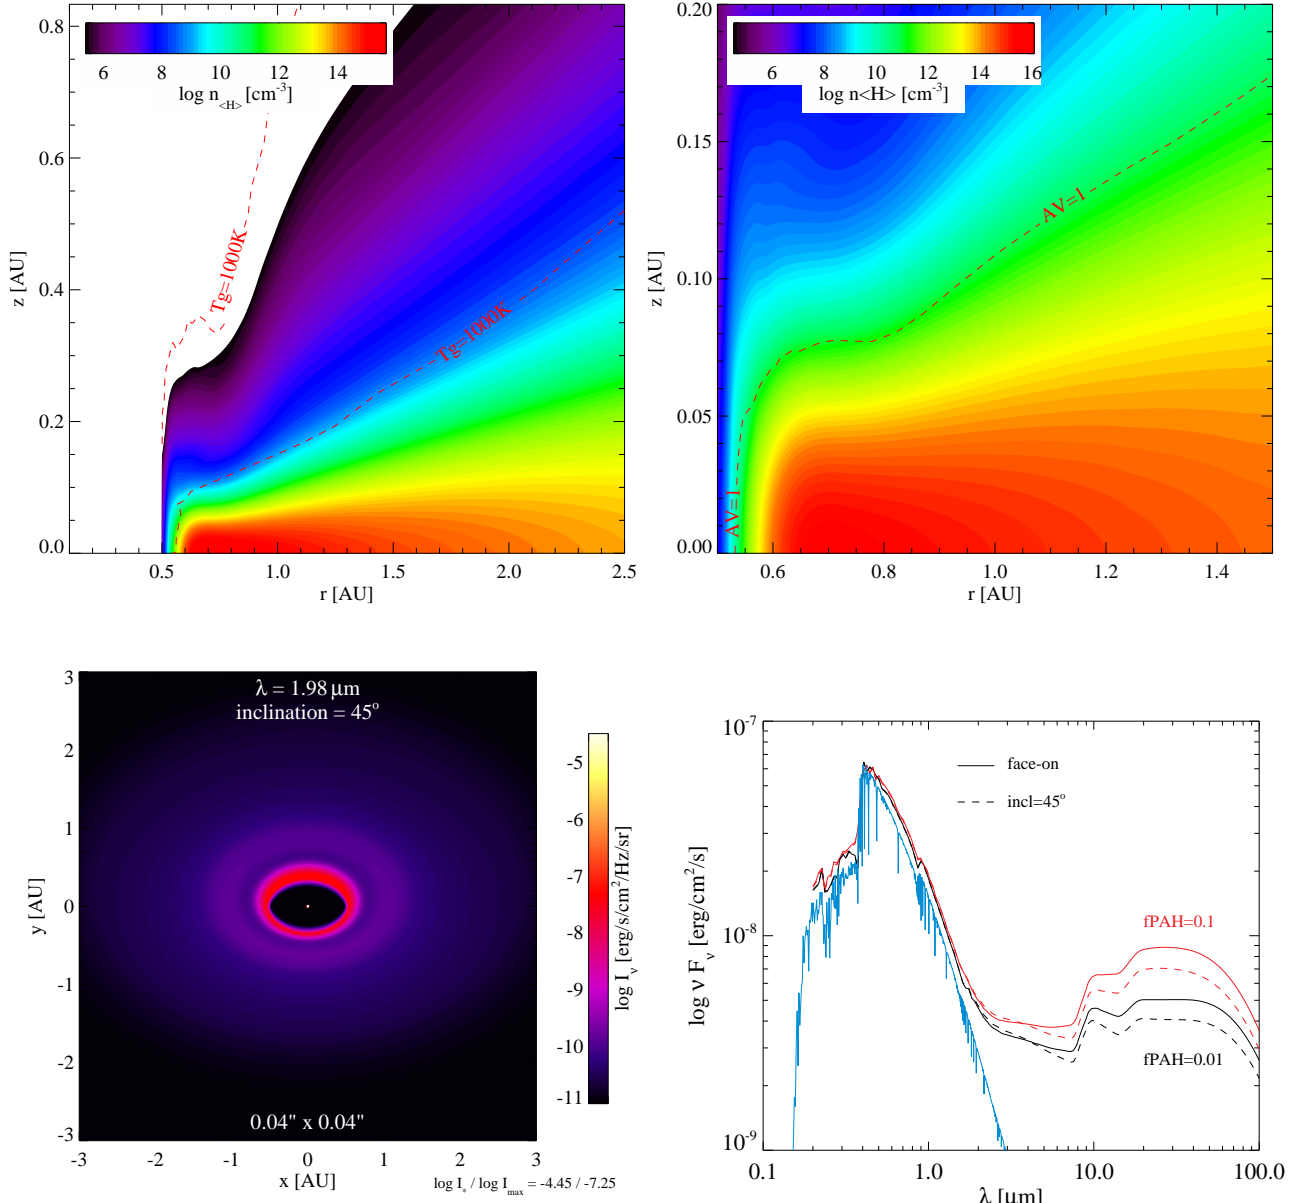 0.8
0.6
0.4
0.2
0.0
z [AU]
6 8 10 12 14
log n<H> [cm-3]
Tg=1000K
Tg=1000K
0.5 1.0 1.5 2.0 2.5
r [AU]
0.20
0.15
0.10
0.05
0.00
z [AU]
6 8 10 12 14 16
log n<H> [cm-3]
AV=1
AV=1
0.6 0.8 1.0 1.2 1.4
r [AU]
3
2
1
0
-1
-2
-3
y [AU]
λ = 1.98 μm
inclination = 45o
0.04" x 0.04"
-3 -2 -1 0 1 2 3
x [AU]
log I* / log Imax = -4.45 / -7.25
-5
-6
-7
-8
-9
-10
-11
log Iν [erg/s/cm2/Hz/sr]
10-7
10-8
10-9
log ν Fν [erg/cm2/s]
face-on
incl=45o
fPAH=0.1
fPAH=0.01
0.1 1.0 10.0 100.0
λ [μm]